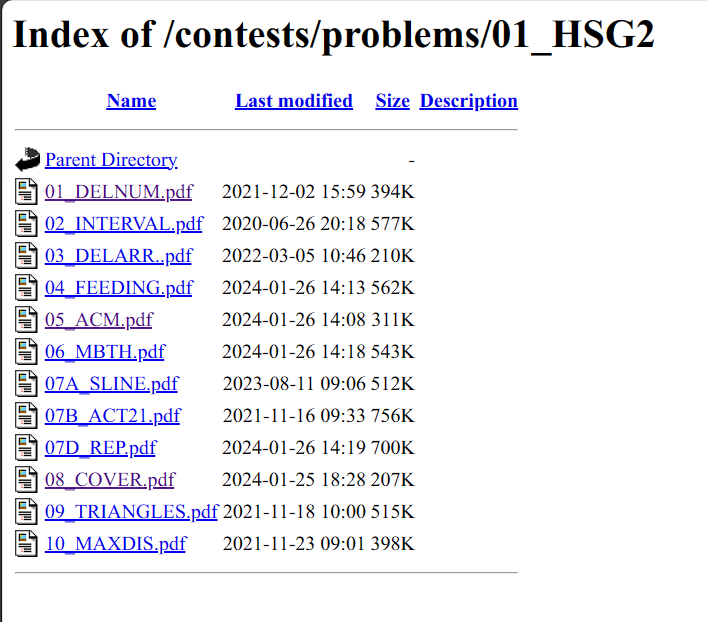 Index of /contests/problems/01_HSG2
Name Last modified Size Description
Parent Directory -
01_DELNUM.pdf 2021-12-02 15:59 394K
02_INTERVAL.pdf 2020-06-26 20:18 577K
03_DELARR..pdf 2022-03-05 10:46 210K
04_FEEDING.pdf 2024-01-26 14:13 562K
05_ACM.pdf 2024-01-26 14:08 311K
06_MBTH.pdf 2024-01-26 14:18 543K
07A_SLINE.pdf 2023-08-11 09:06 512K
07B_ACT21.pdf 2021-11-16 09:33 756K
07D_REP.pdf 2024-01-26 14:19 700K
08_COVER.pdf 2024-01-25 18:28 207K
09_TRIANGLES.pdf 2021-11-18 10:00 515K
10_MAXDIS.pdf 2021-11-23 09:01 398K